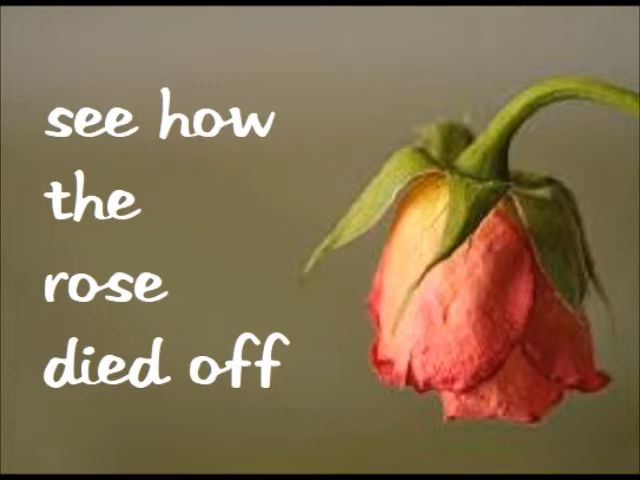 see how
the
rose
died off